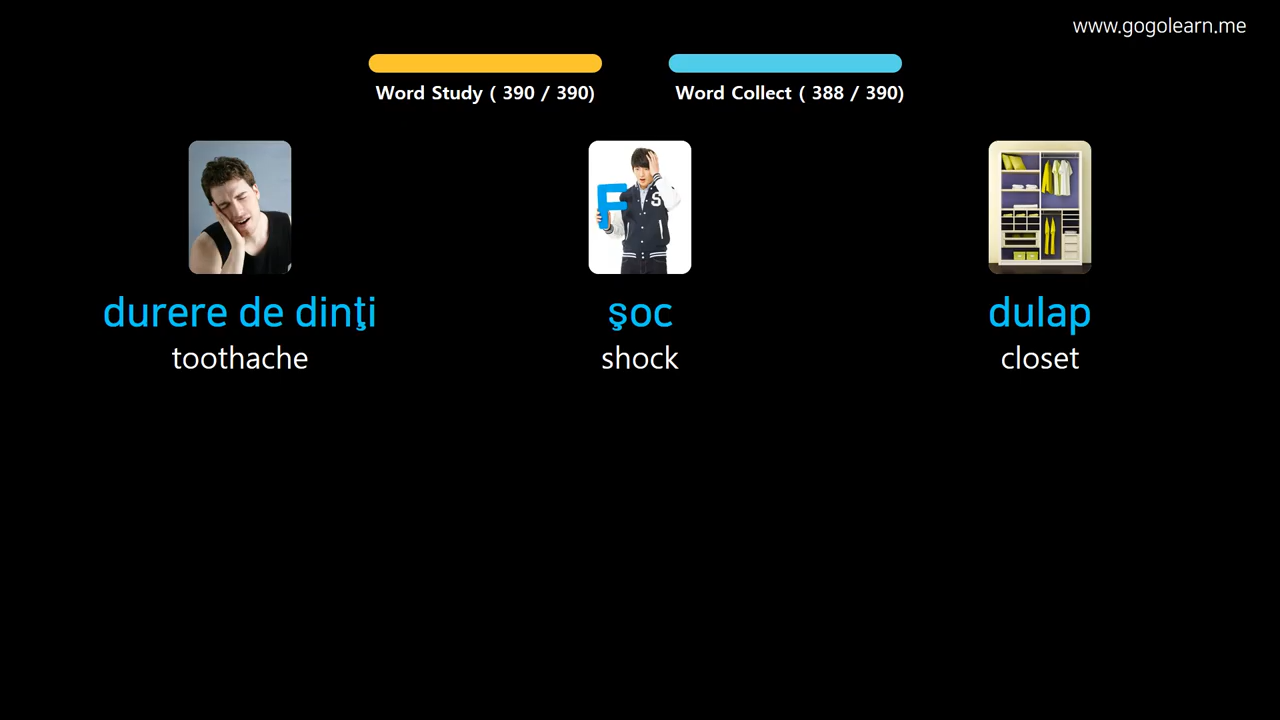 www.gogolearn.me
Word Study ( 390 / 390)
Word Collect ( 388 / 390)
F
S
durere de dinţi
şoc
dulap
toothache
shock
closet